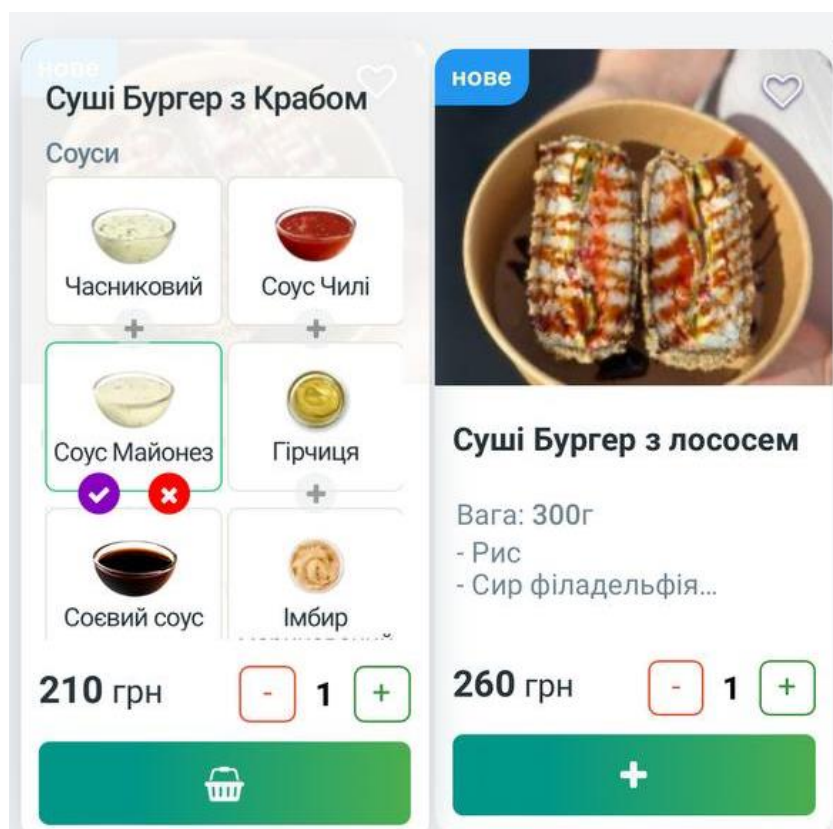 нове
Суші Бургер з Крабом
Соуси
Часниковий
Соус Чилі
+
+
Соус Майонез
Гірчиця
+
Соєвий соус
Імбир
210 грн
-
1
+
нове
Суші Бургер з лососем
Вага: 300г
- Рис
- Сир філадельфія...
260 грн
-
1
+
+